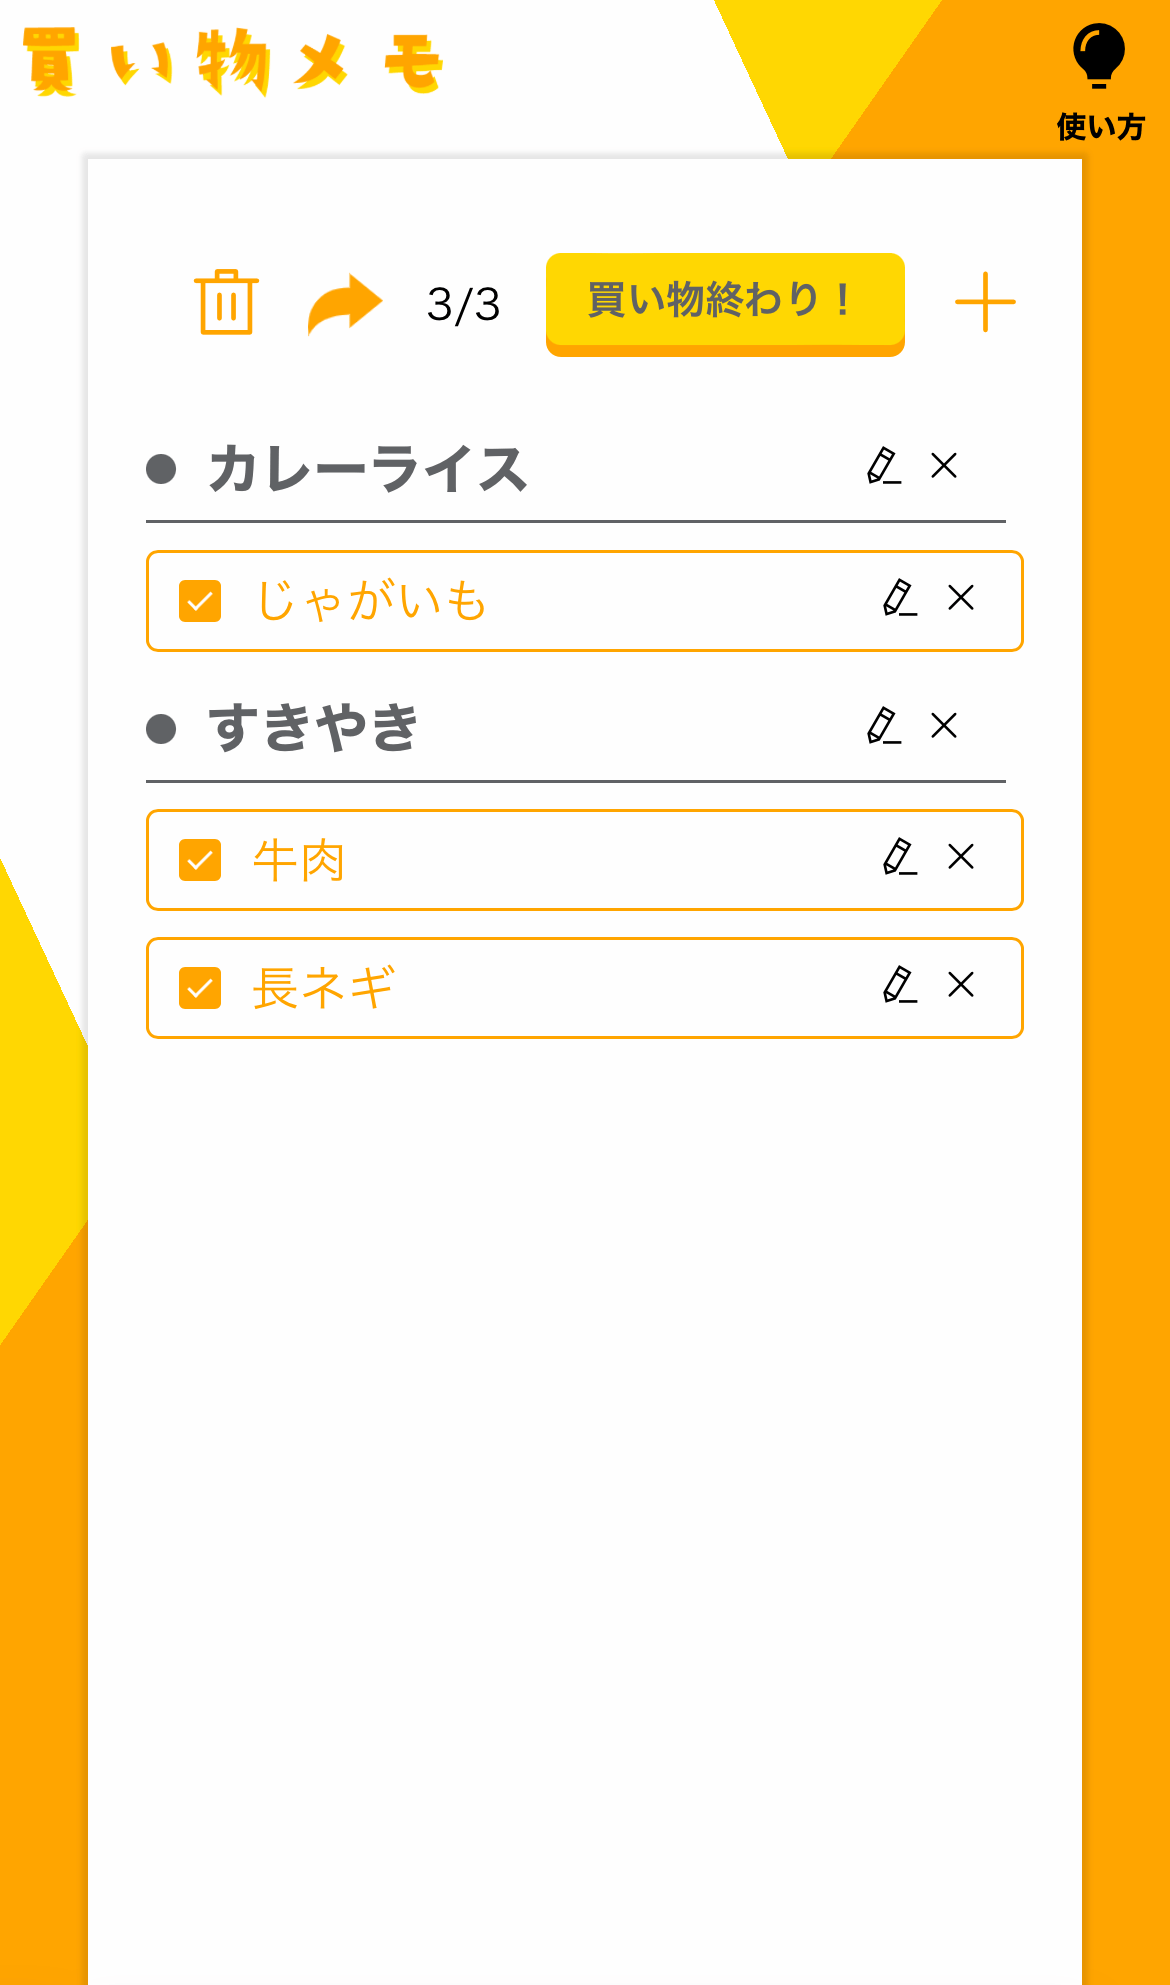 買い物メモ
使い方
3/3
買い物終わり！
カレーライス
じゃがいも
すきやき
牛肉
長ネギ